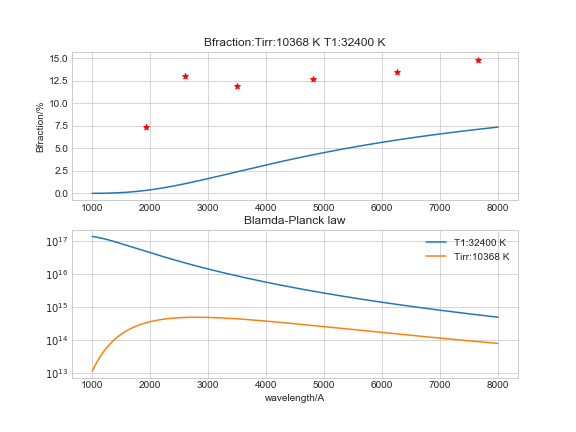 Bfraction:Tirr:10368 K T1:32400 K
15.0
12.5
10.0
7.5
5.0
2.5
0.0
Bfraction/%
1000 2000 3000 4000 5000 6000 7000 8000
Blamda-Planck law
10^17
10^16
10^15
10^14
10^13
T1:32400 K
Tirr:10368 K
1000 2000 3000 4000 5000 6000 7000 8000
wavelength/A